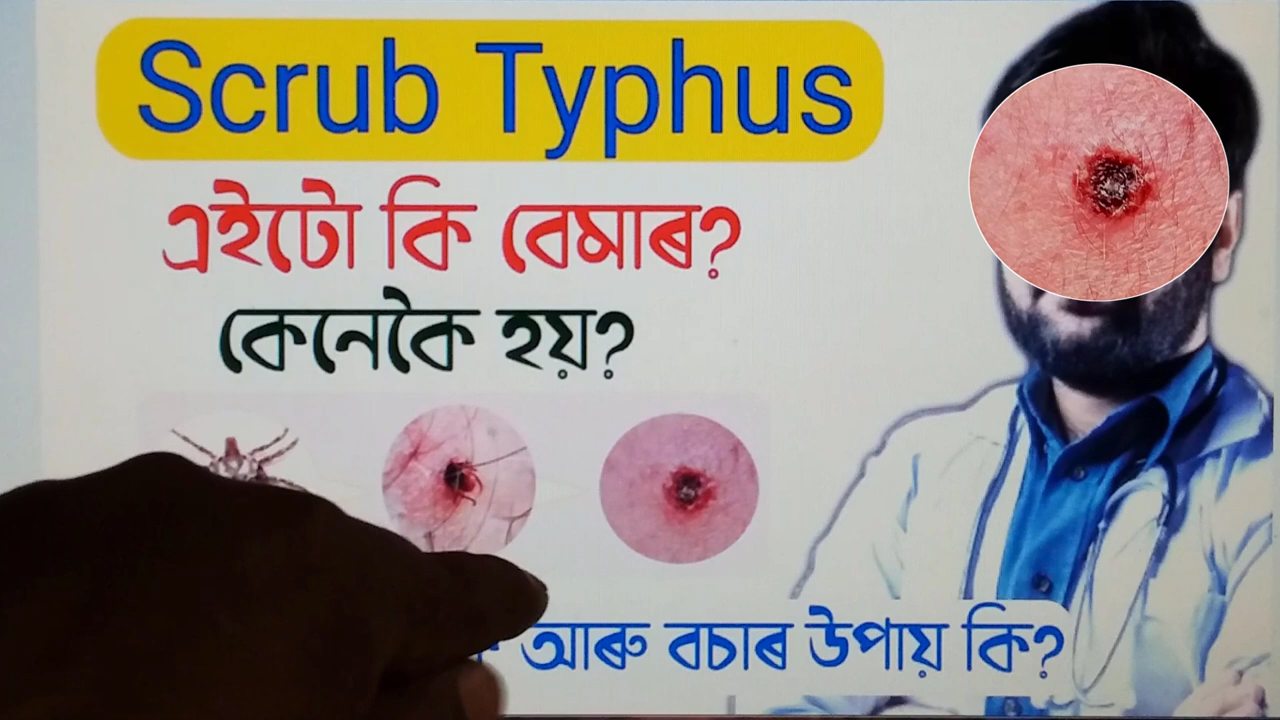 Scrub Typhus
এইটো কি বেমাৰ?
কেনেকৈ হয়?
আৰু বচাৰ উপায় কি?